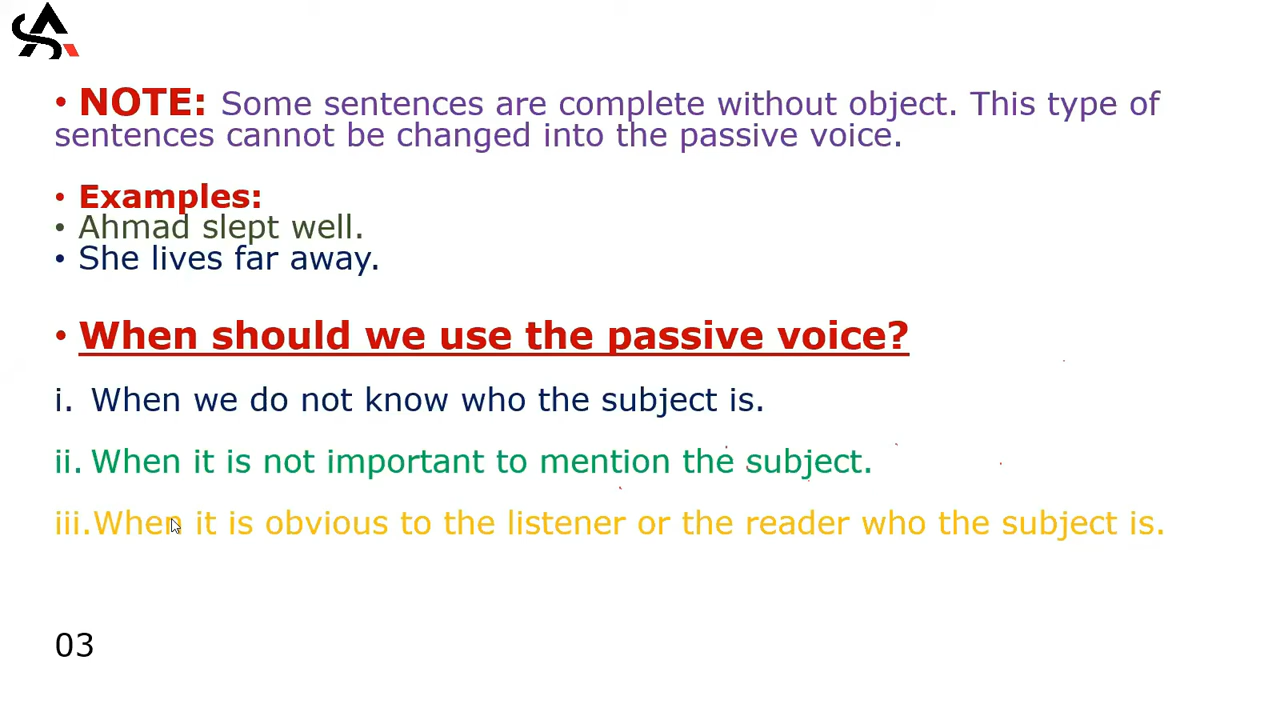 • NOTE: Some sentences are complete without object. This type of
sentences cannot be changed into the passive voice.
• Examples:
• Ahmad slept well.
• She lives far away.
• When should we use the passive voice?
i. When we do not know who the subject is.
ii. When it is not important to mention the subject.
iii.When it is obvious to the listener or the reader who the subject is.
03